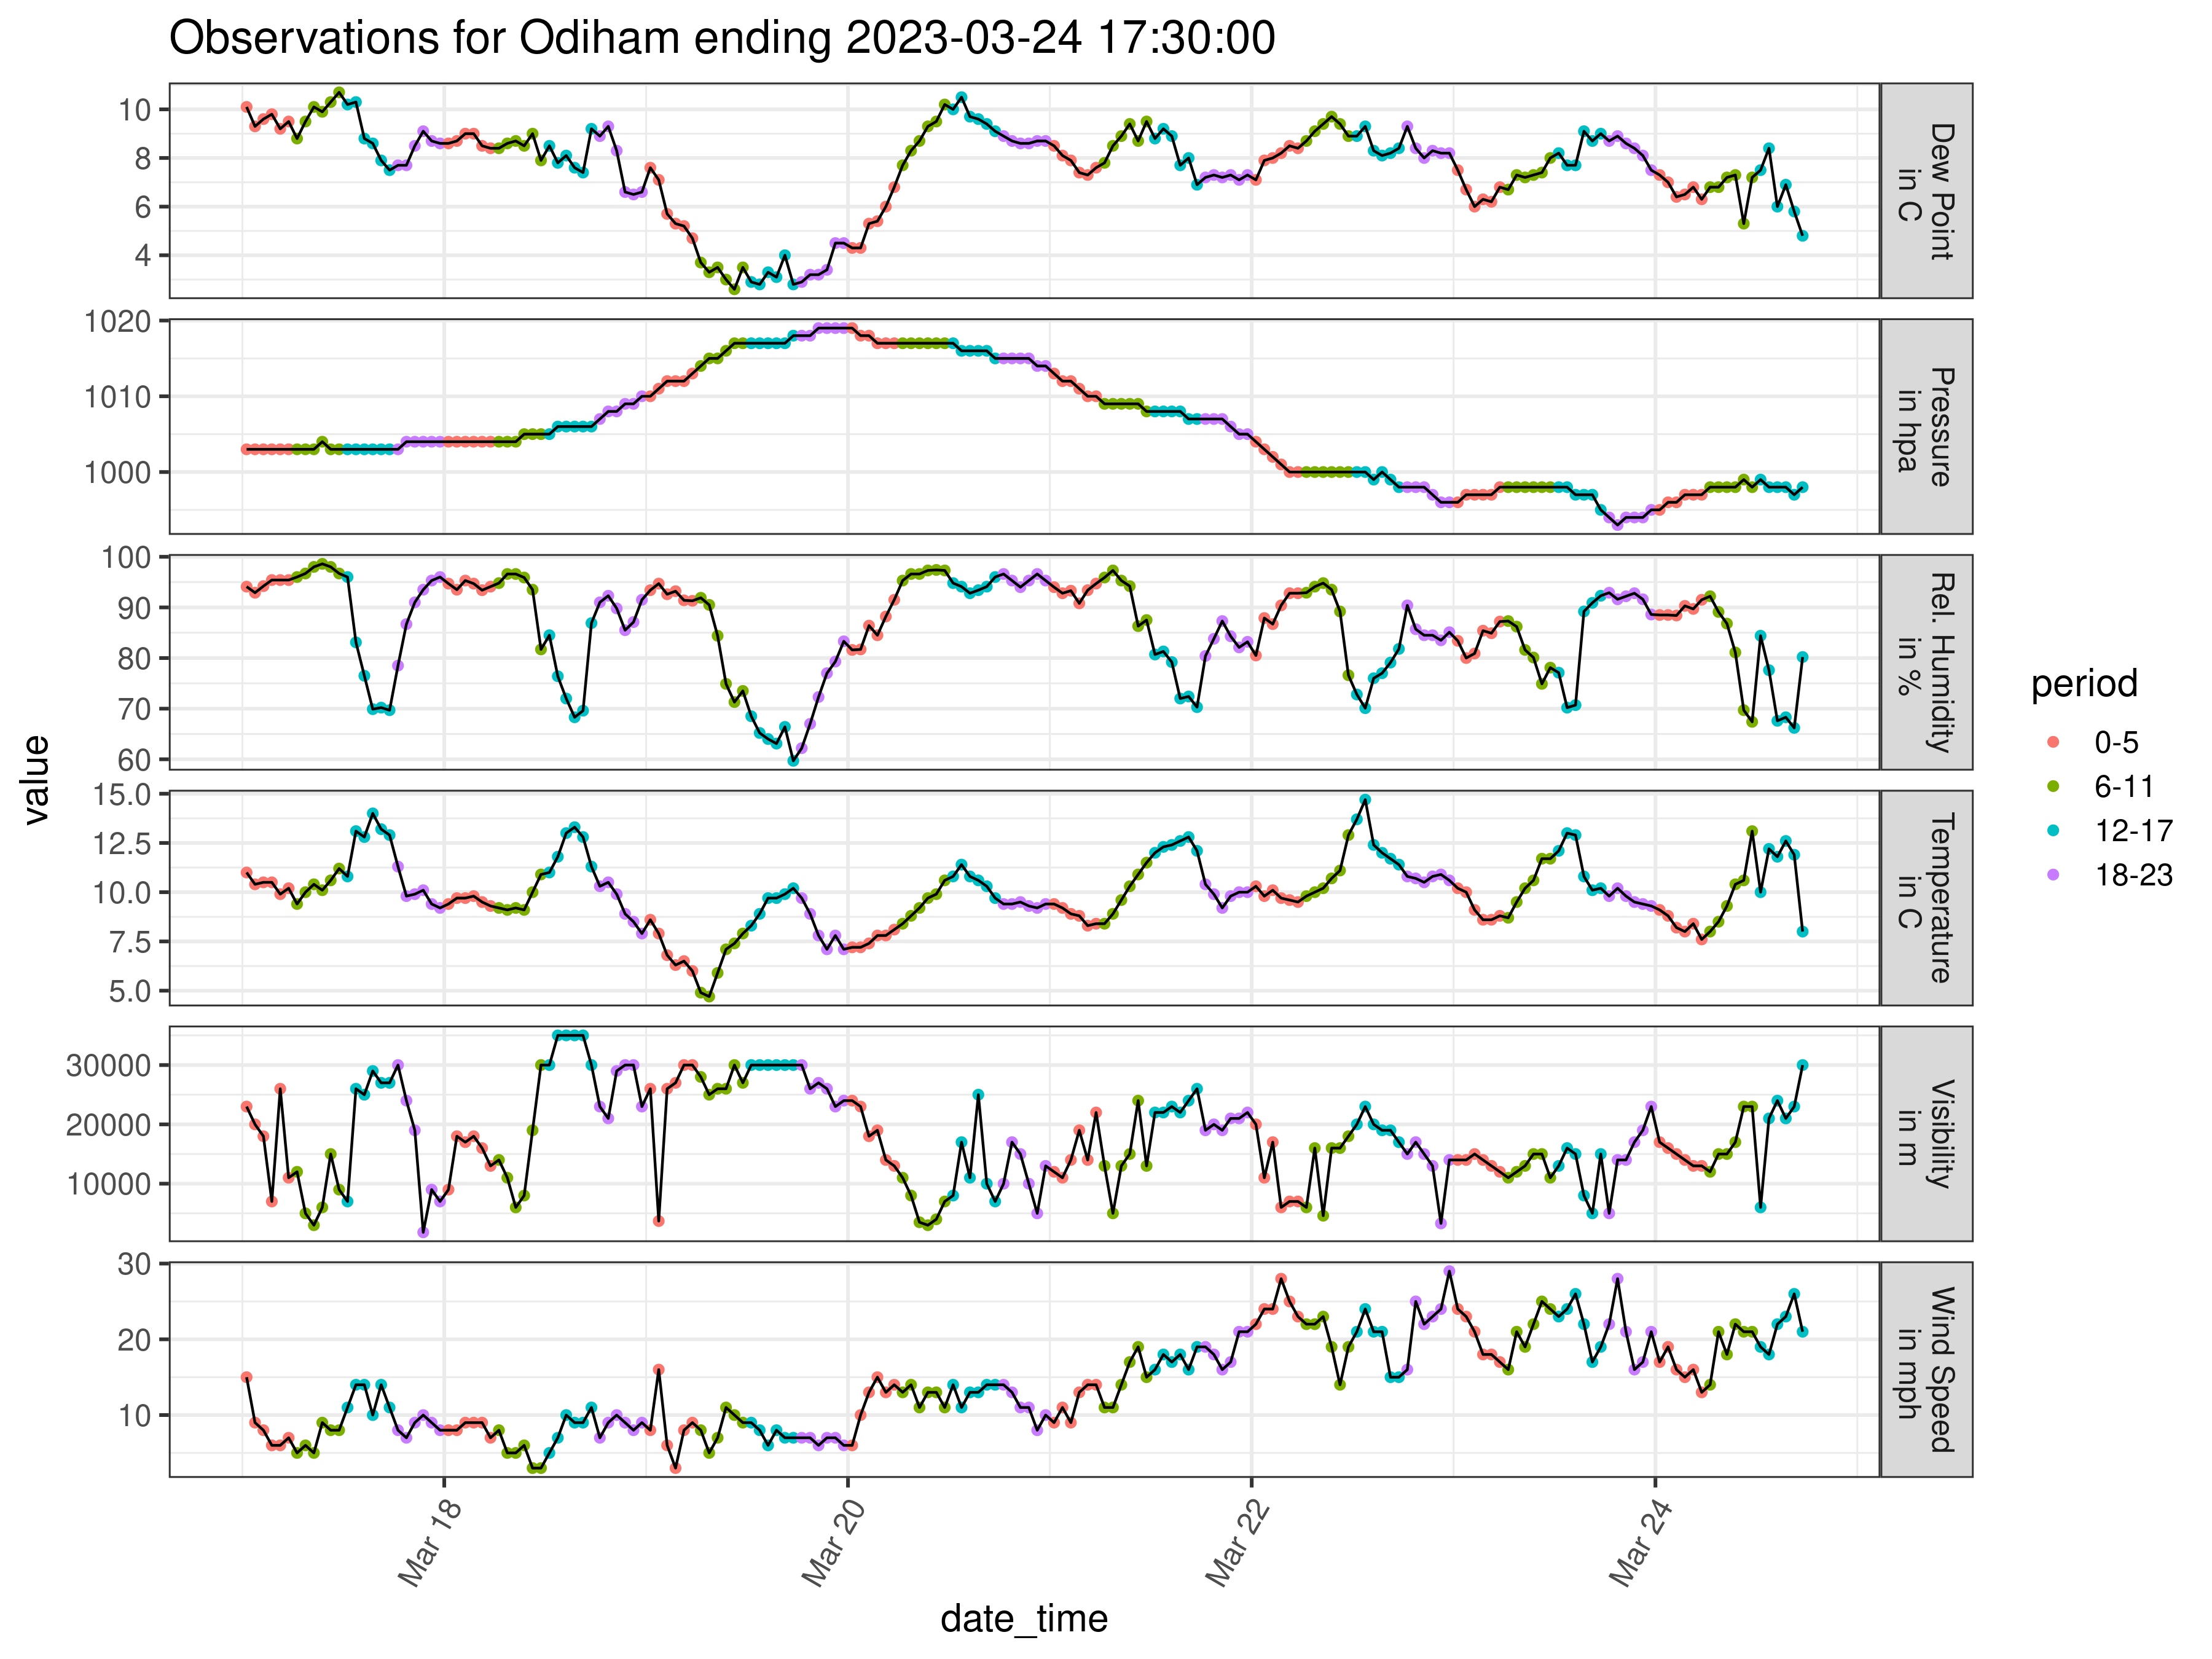 Observations for Odiham ending 2023-03-24 17:30:00
10
8
6
4
Dew Point
in C
1020
1010
1000
Pressure
in hpa
100
90
80
70
60
Rel. Humidity
in %
15.0
12.5
10.0
7.5
5.0
Temperature
in C
30000
20000
10000
Visibility
in m
30
20
10
Wind Speed
in mph
value
Mar 18
Mar 20
Mar 22
Mar 24
date_time
period
0-5
6-11
12-17
18-23